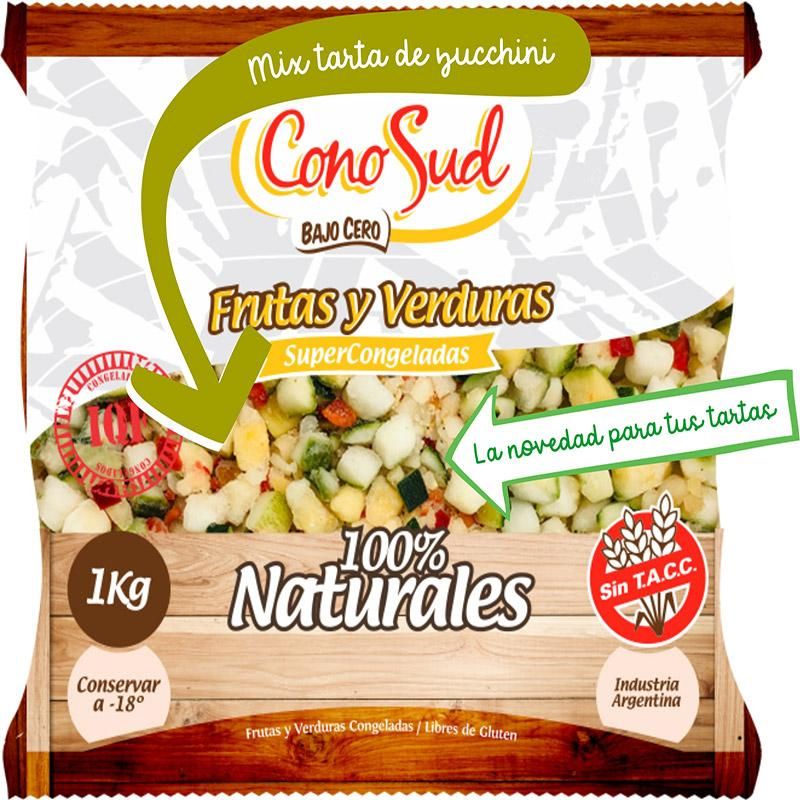 Mix tarta de zucchini
Cono Sud
BAJO CERO
Frutas y Verduras
SuperCongeladas
La novedad para tus tartas
100%
Naturales
1Kg
Sin T.A.C.C.
Conservar
a -18º
Industria
Argentina
Frutas y Verduras Congeladas / Libres de Gluten